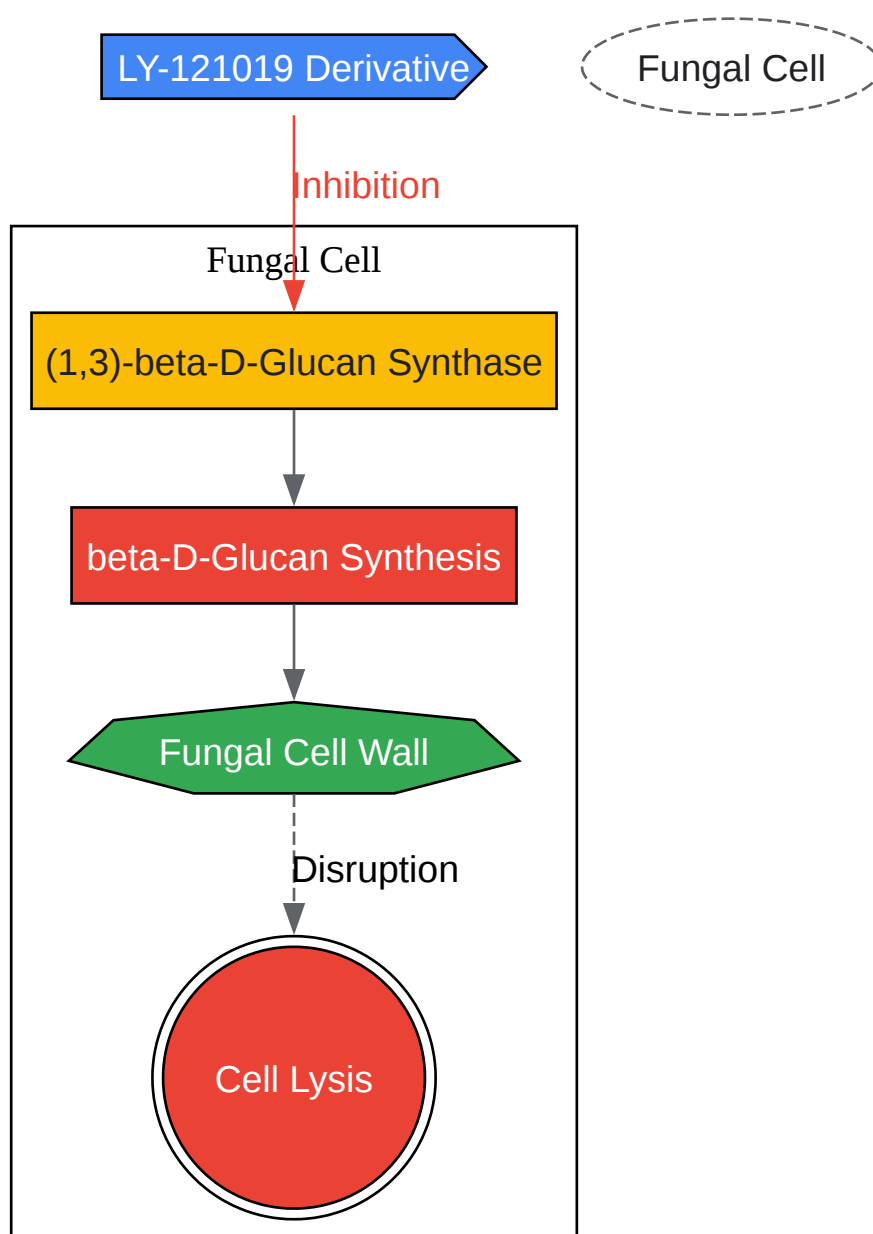 LY-121019 Derivative
Fungal Cell
Inhibition
Fungal Cell
(1,3)-beta-D-Glucan Synthase
beta-D-Glucan Synthesis
Fungal Cell Wall
Disruption
Cell Lysis